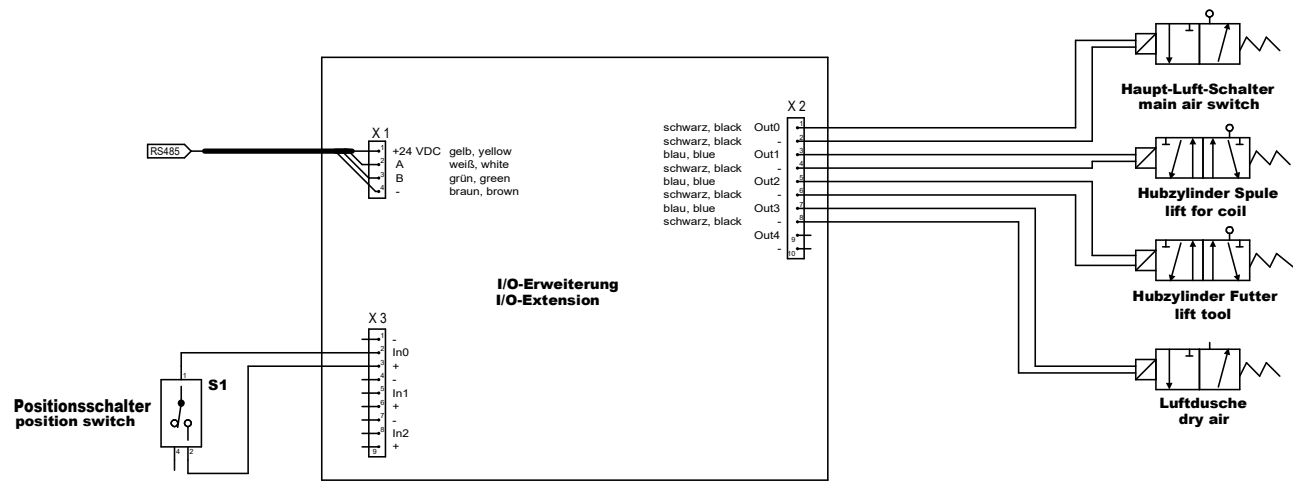 RS485
X 1
1 +24 VDC gelb, yellow
2 A weiß, white
3 B grün, green
4 - braun, brown
X 2
schwarz, black Out0 1
schwarz, black - 2
blau, blue Out1 3
schwarz, black - 4
blau, blue Out2 5
schwarz, black - 6
blau, blue Out3 7
schwarz, black - 8
Out4 9
- 10
I/O-Erweiterung
I/O-Extension
X 3
1 -
2 In0
3 +
4 -
5 In1
6 +
7 -
8 In2
9 +
1
S1
4 2
Positionsschalter
position switch
Haupt-Luft-Schalter
main air switch
Hubzylinder Spule
lift for coil
Hubzylinder Futter
lift tool
Luftdusche
dry air